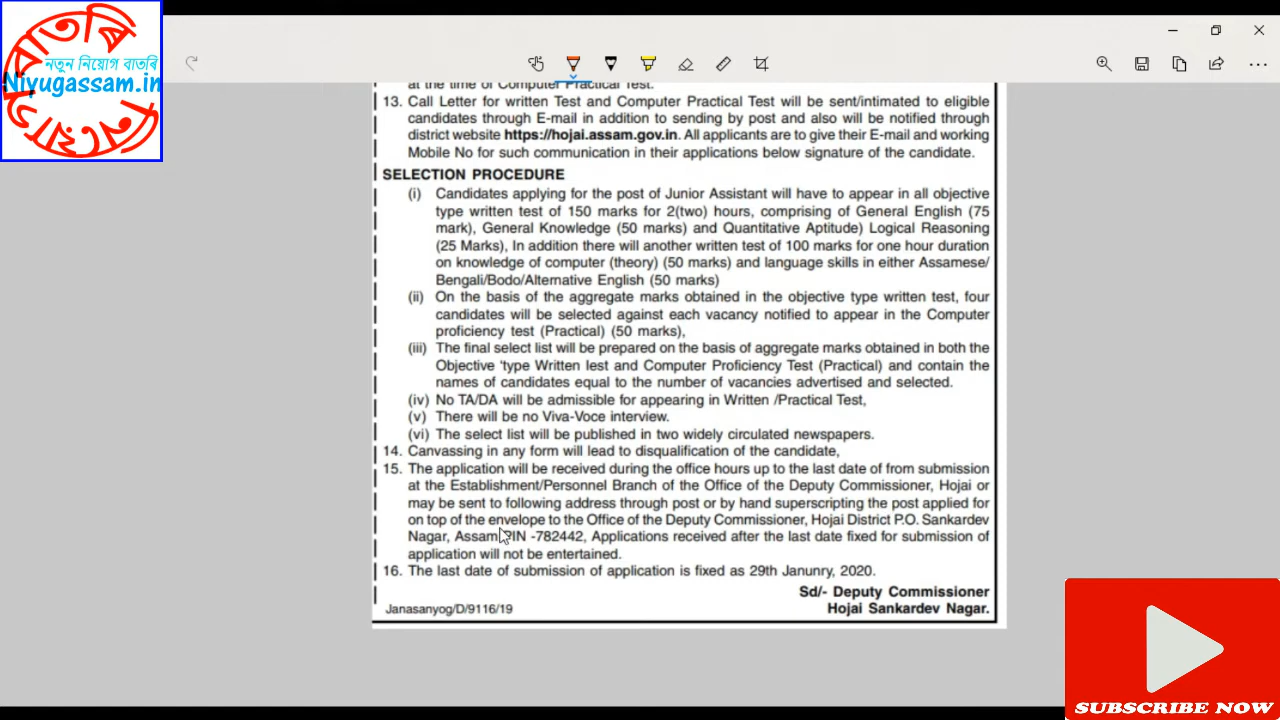 বাতৰি
নতুন নিয়োগ বাতৰি
Niyugassam.in
নিয়োগ
at the time of Computer Practical Test.
13. Call Letter for written Test and Computer Practical Test will be sent/intimated to eligible
candidates through E-mail in addition to sending by post and also will be notified through
district website https://hojai.assam.gov.in. All applicants are to give their E-mail and working
Mobile No for such communication in their applications below signature of the candidate.
SELECTION PROCEDURE
(i) Candidates applying for the post of Junior Assistant will have to appear in all objective
type written test of 150 marks for 2(two) hours, comprising of General English (75
mark), General Knowledge (50 marks) and Quantitative Aptitude) Logical Reasoning
(25 Marks), In addition there will another written test of 100 marks for one hour duration
on knowledge of computer (theory) (50 marks) and language skills in either Assamese/
Bengali/Bodo/Alternative English (50 marks)
(ii) On the basis of the aggregate marks obtained in the objective type written test, four
candidates will be selected against each vacancy notified to appear in the Computer
proficiency test (Practical) (50 marks),
(iii) The final select list will be prepared on the basis of aggregate marks obtained in both the
Objective 'type Written lest and Computer Proficiency Test (Practical) and contain the
names of candidates equal to the number of vacancies advertised and selected.
(iv) No TA/DA will be admissible for appearing in Written /Practical Test,
(v) There will be no Viva-Voce interview.
(vi) The select list will be published in two widely circulated newspapers.
14. Canvassing in any form will lead to disqualification of the candidate,
15. The application will be received during the office hours up to the last date of from submission
at the Establishment/Personnel Branch of the Office of the Deputy Commissioner, Hojai or
may be sent to following address through post or by hand superscripting the post applied for
on top of the envelope to the Office of the Deputy Commissioner, Hojai District P.O. Sankardev
Nagar, Assam PIN -782442, Applications received after the last date fixed for submission of
application will not be entertained.
16. The last date of submission of application is fixed as 29th Janunry, 2020.
Sd/- Deputy Commissioner
Janasanyog/D/9116/19 Hojai Sankardev Nagar.
SUBSCRIBE NOW